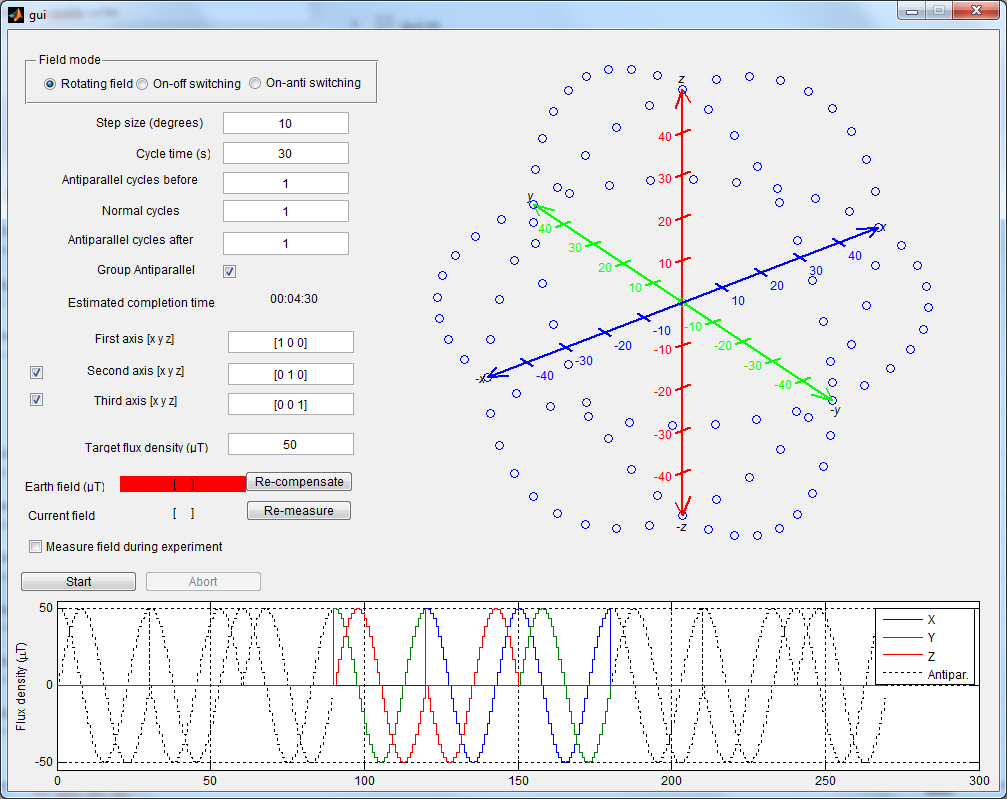 gui
Field mode
Rotating field On-off switching On-anti switching
Step size (degrees) 10
Cycle time (s) 30
Antiparallel cycles before 1
Normal cycles 1
Antiparallel cycles after 1
Group Antiparallel
Estimated completion time 00:04:30
First axis [x y z] [1 0 0]
Second axis [x y z] [0 1 0]
Third axis [x y z] [0 0 1]
Target flux density (µT) 50
Earth field (µT) [ ] Re-compensate
Current field [ ] Re-measure
Measure field during experiment
Start Abort
z
40
30
20
10
-10
-20
-30
-40
-z
y
40
30
20
10
-10
-20
-30
-40
-y
x
40
30
20
10
-10
-20
-30
-40
-x
Flux density (µT)
50
0
-50
0 50 100 150 200 250 300
X
Y
Z
Antipar.